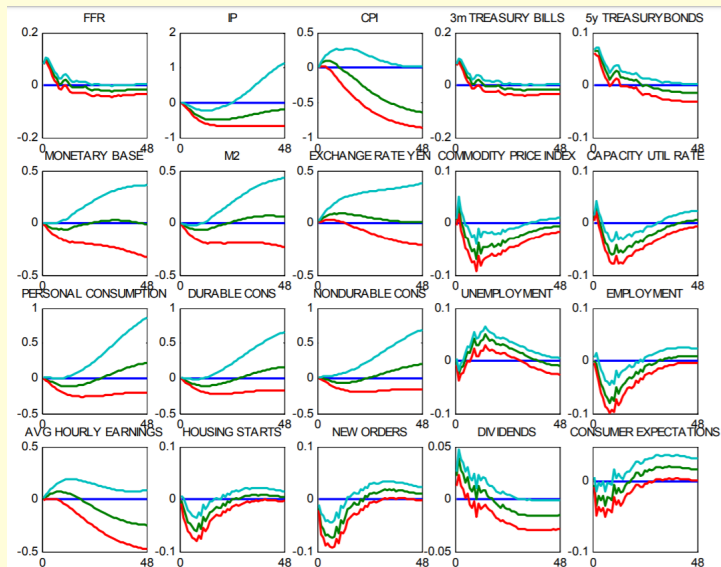 FFR IP CPI 3m TREASURY BILLS 5y TREASURY BONDS
0.2 2 1 0.2 0.2
0.1
1 0.5
0 0 0 0 0
0 -0.5
-0.2 -1 -1 -0.2 -0.1
0 48 0 48 0 48 0 48 0 48
MONETARY BASE M2 EXCHANGE RATE YEN COMMODITY PRICE INDEX CAPACITY UTIL RATE
0.5 0.5 0.5 0.1 0.1
0 0 0 0 0
-0.5 -0.5 -0.5 -0.1 -0.1
0 48 0 48 0 48 0 48 0 48
PERSONAL CONSUMPTION DURABLE CONS NONDURABLE CONS UNEMPLOYMENT EMPLOYMENT
1 1 1 0.1 0.1
0.5 0.5 0.5
0 0
0 0 0
-0.5 -0.5 -0.5 -0.1 -0.1
0 48 0 48 0 48 0 48 0 48
AVG HOURLY EARNINGS HOUSING STARTS NEW ORDERS DIVIDENDS CONSUMER EXPECTATIONS
0.5 0.1 0.1 0.05 0.1
0 0 0 0 0
-0.5 -0.1 -0.1 -0.05 -0.1
0 48 0 48 0 48 0 48 0 48